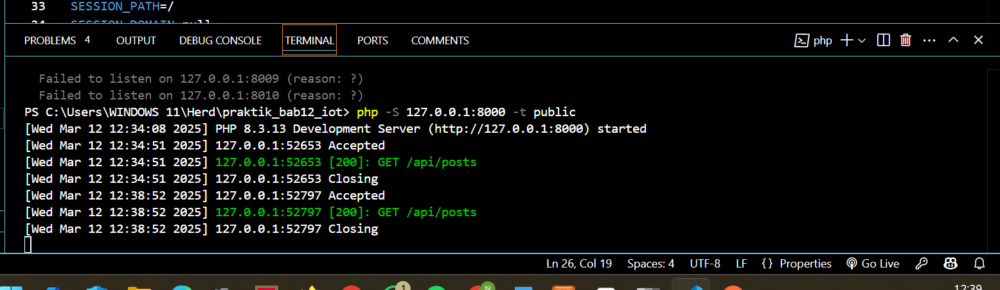 33 SESSION_PATH=/
PROBLEMS 4 OUTPUT DEBUG CONSOLE TERMINAL PORTS COMMENTS php
Failed to listen on 127.0.0.1:8009 (reason: ?)
Failed to listen on 127.0.0.1:8010 (reason: ?)
PS C:\Users\WINDOWS 11\Herd\praktik_bab12_iot> php -S 127.0.0.1:8000 -t public
[Wed Mar 12 12:34:08 2025] PHP 8.3.13 Development Server (http://127.0.0.1:8000) started
[Wed Mar 12 12:34:51 2025] 127.0.0.1:52653 Accepted
[Wed Mar 12 12:34:51 2025] 127.0.0.1:52653 [200]: GET /api/posts
[Wed Mar 12 12:34:51 2025] 127.0.0.1:52653 Closing
[Wed Mar 12 12:38:52 2025] 127.0.0.1:52797 Accepted
[Wed Mar 12 12:38:52 2025] 127.0.0.1:52797 [200]: GET /api/posts
[Wed Mar 12 12:38:52 2025] 127.0.0.1:52797 Closing
Ln 26, Col 19 Spaces: 4 UTF-8 LF {} Properties Go Live
1 N 12:39